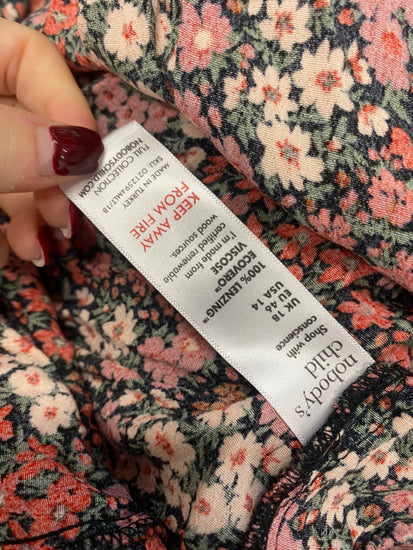 nobody's
child
Shop with
conscience
UK 18
EU 46
USA 14
100% LENZING™
ECOVERO™
VISCOSE
I'm made from
certified renewable
wood sources.
KEEP AWAY
FROM FIRE
MADE IN TURKEY
FULL COLLECTION
NOBODYSCHILD.COM